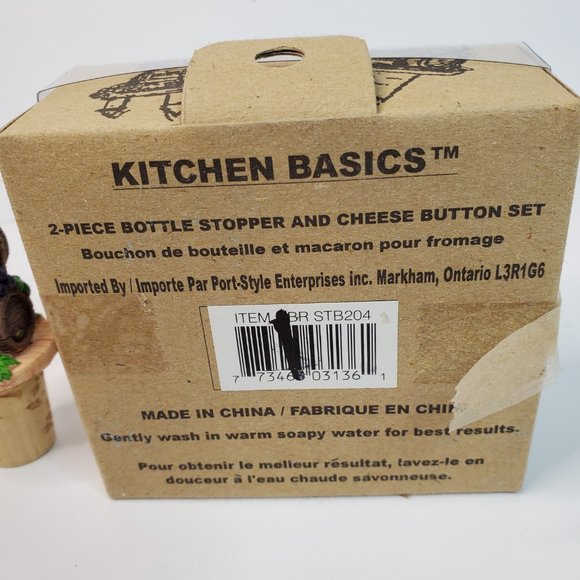 KITCHEN BASICS™
2-PIECE BOTTLE STOPPER AND CHEESE BUTTON SET
Bouchon de bouteille et macaron pour fromage
Imported By / Importe Par Port-Style Enterprises inc. Markham, Ontario L3R1G6
ITEM BR STB204
7 73463 03136 1
MADE IN CHINA / FABRIQUE EN CHIN
Gently wash in warm soapy water for best results.
Pour obtenir le melieur résultat, lavez-le en
douceur à l'eau chaude savonneuse.